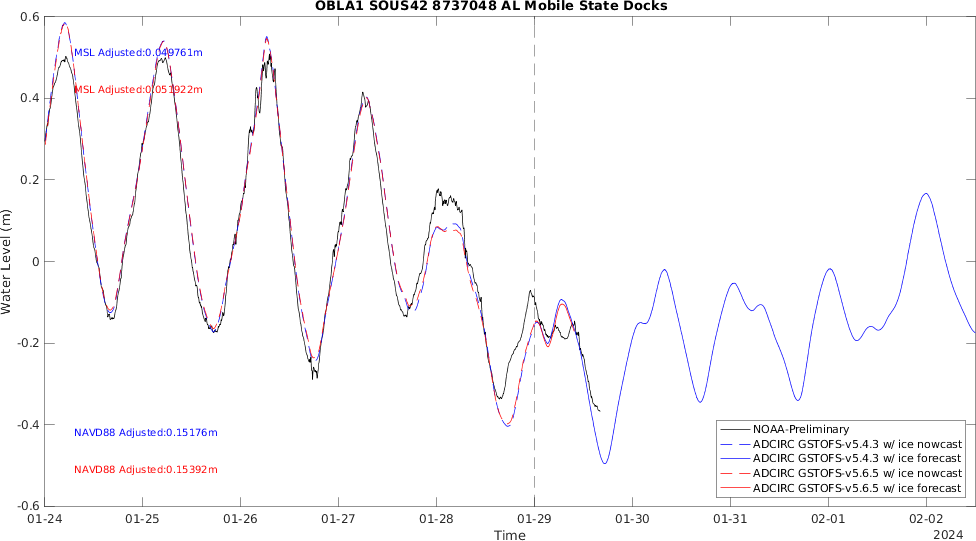 OBLA1 SOUS42 8737048 AL Mobile State Docks
0.6
MSL Adjusted:0.049761m
MSL Adjusted:0.051922m
0.4
0.2
0
-0.2
-0.4
-0.6
Water Level (m)
NAVD88 Adjusted:0.15176m
NAVD88 Adjusted:0.15392m
NOAA-Preliminary
ADCIRC GSTOFS-v5.4.3 w/ ice nowcast
ADCIRC GSTOFS-v5.4.3 w/ ice forecast
ADCIRC GSTOFS-v5.6.5 w/ ice nowcast
ADCIRC GSTOFS-v5.6.5 w/ ice forecast
01-24 01-25 01-26 01-27 01-28 01-29 01-30 01-31 02-01 02-02
Time
2024